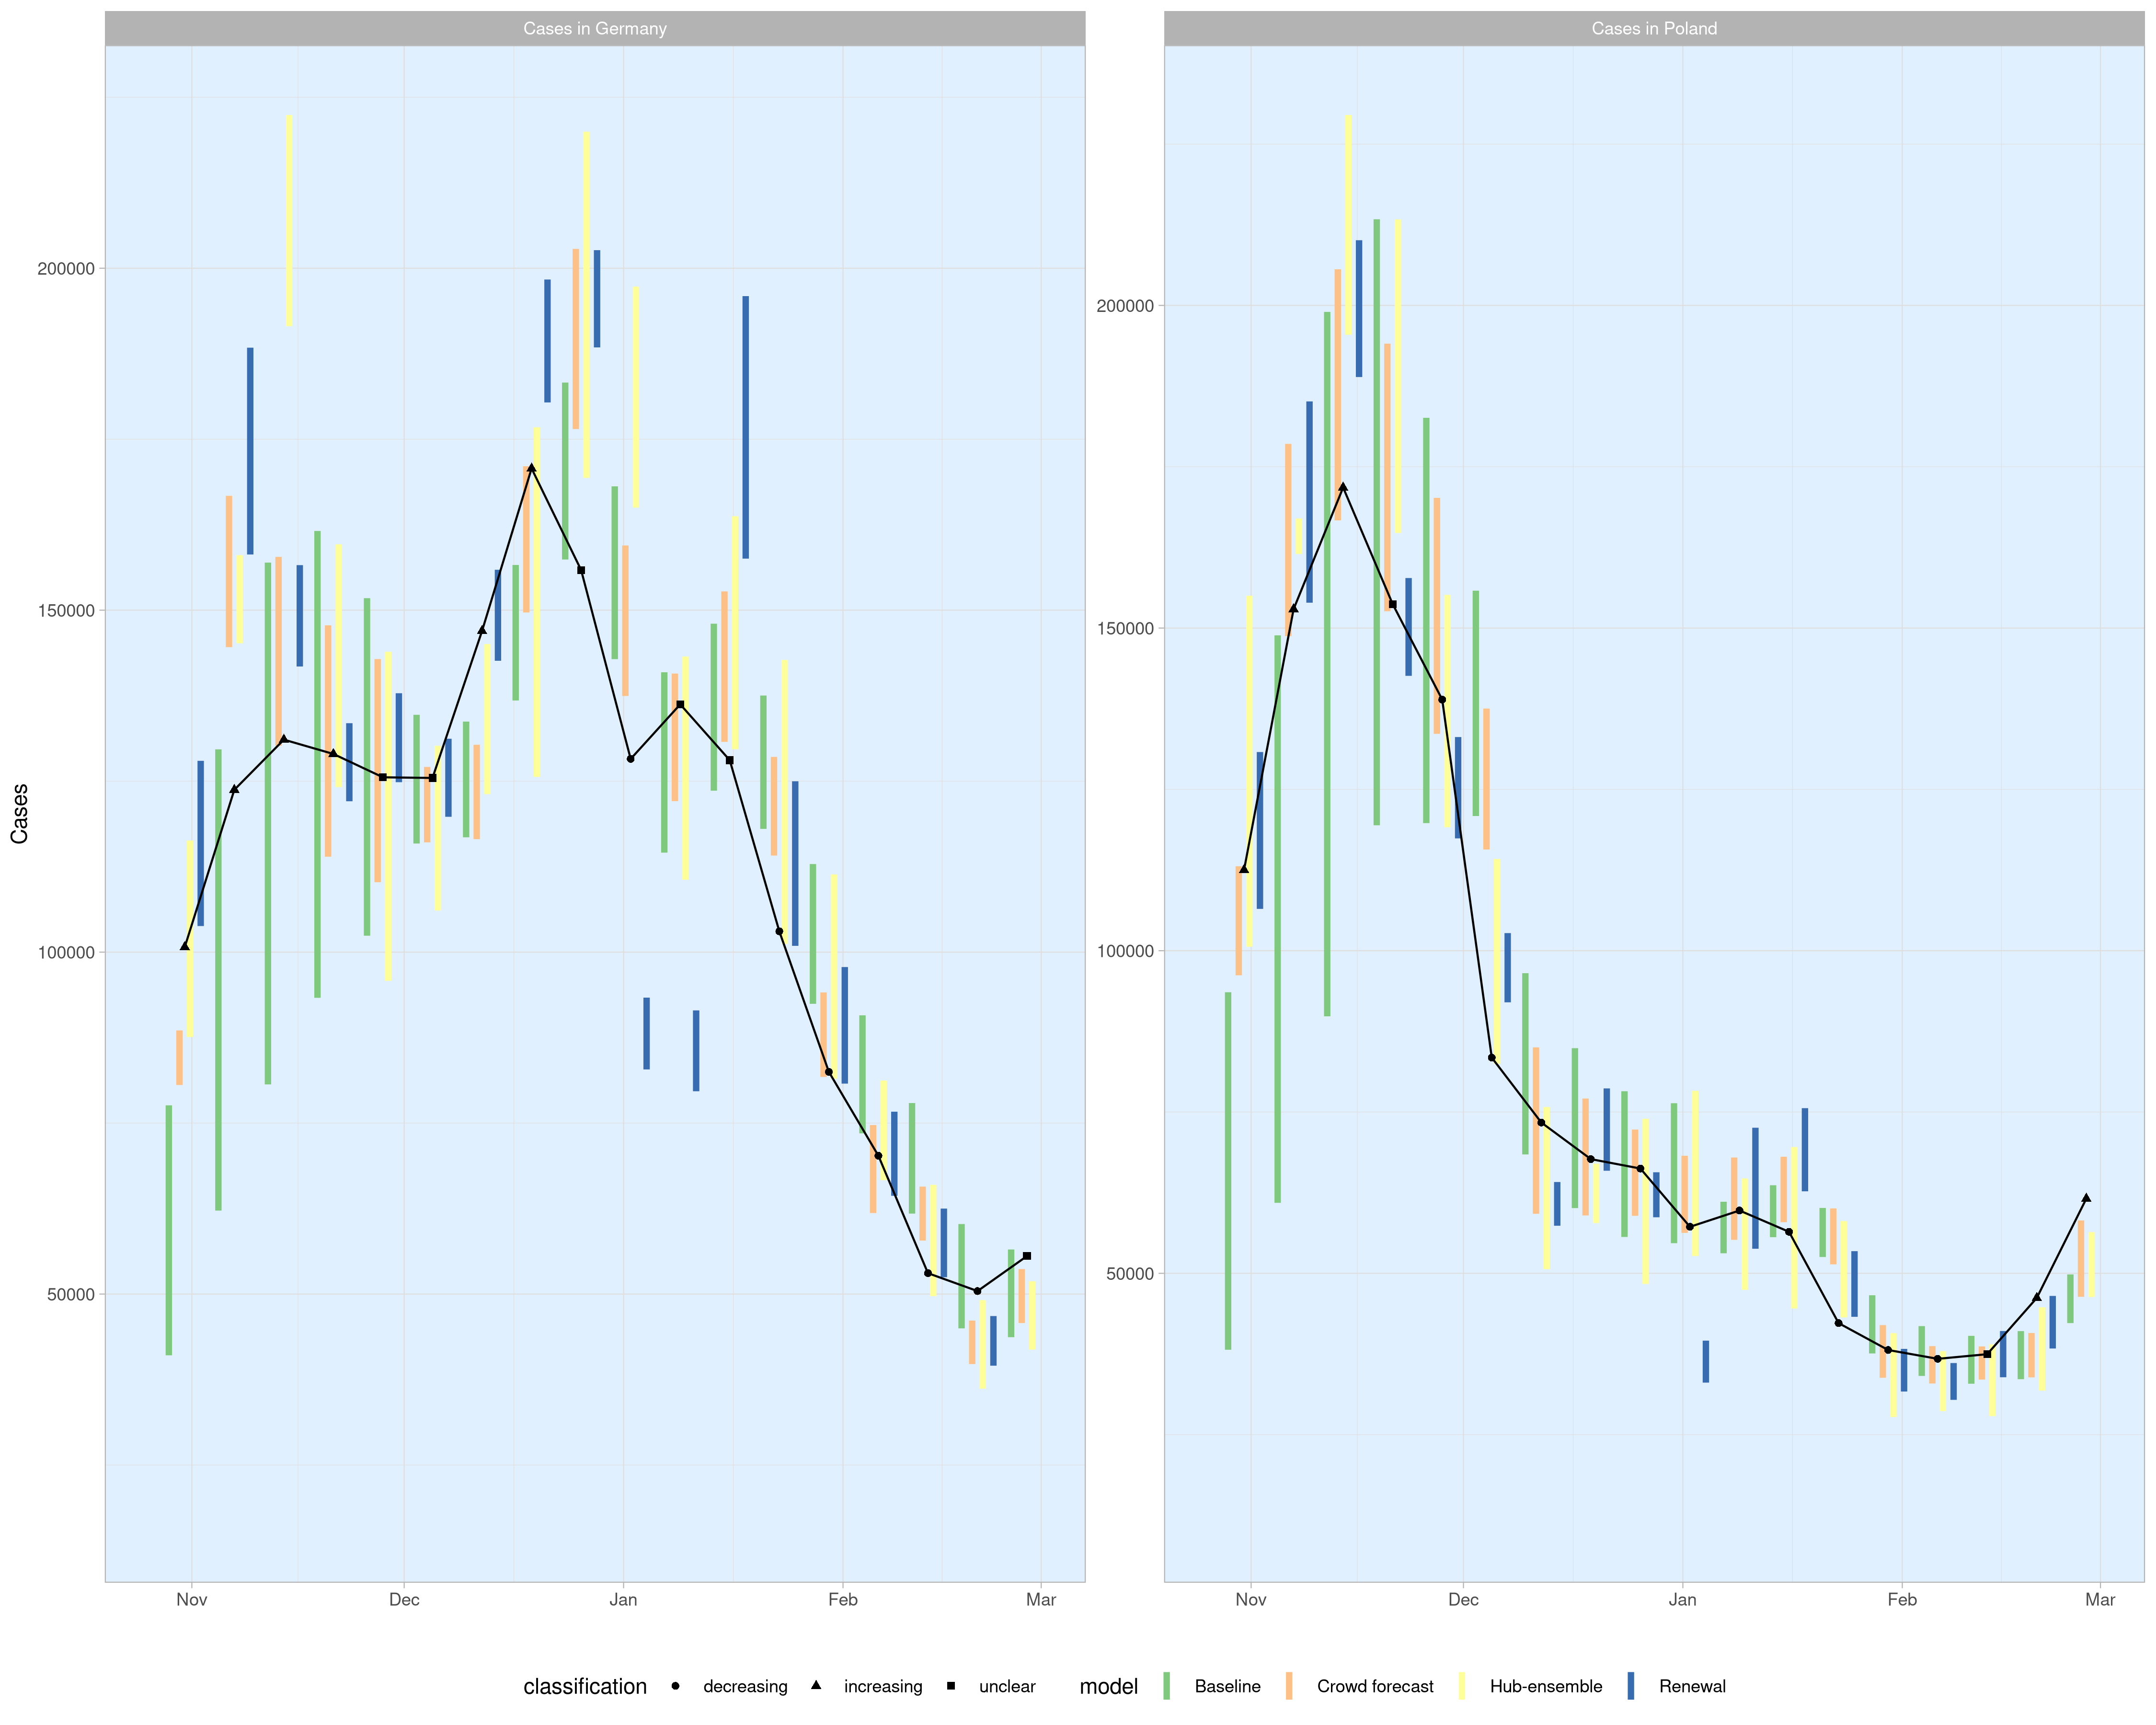 Cases in Germany
Cases in Poland
Cases
200000
150000
100000
50000
200000
150000
100000
50000
Nov Dec Jan Feb Mar
Nov Dec Jan Feb Mar
classification decreasing increasing unclear model Baseline Crowd forecast Hub-ensemble Renewal